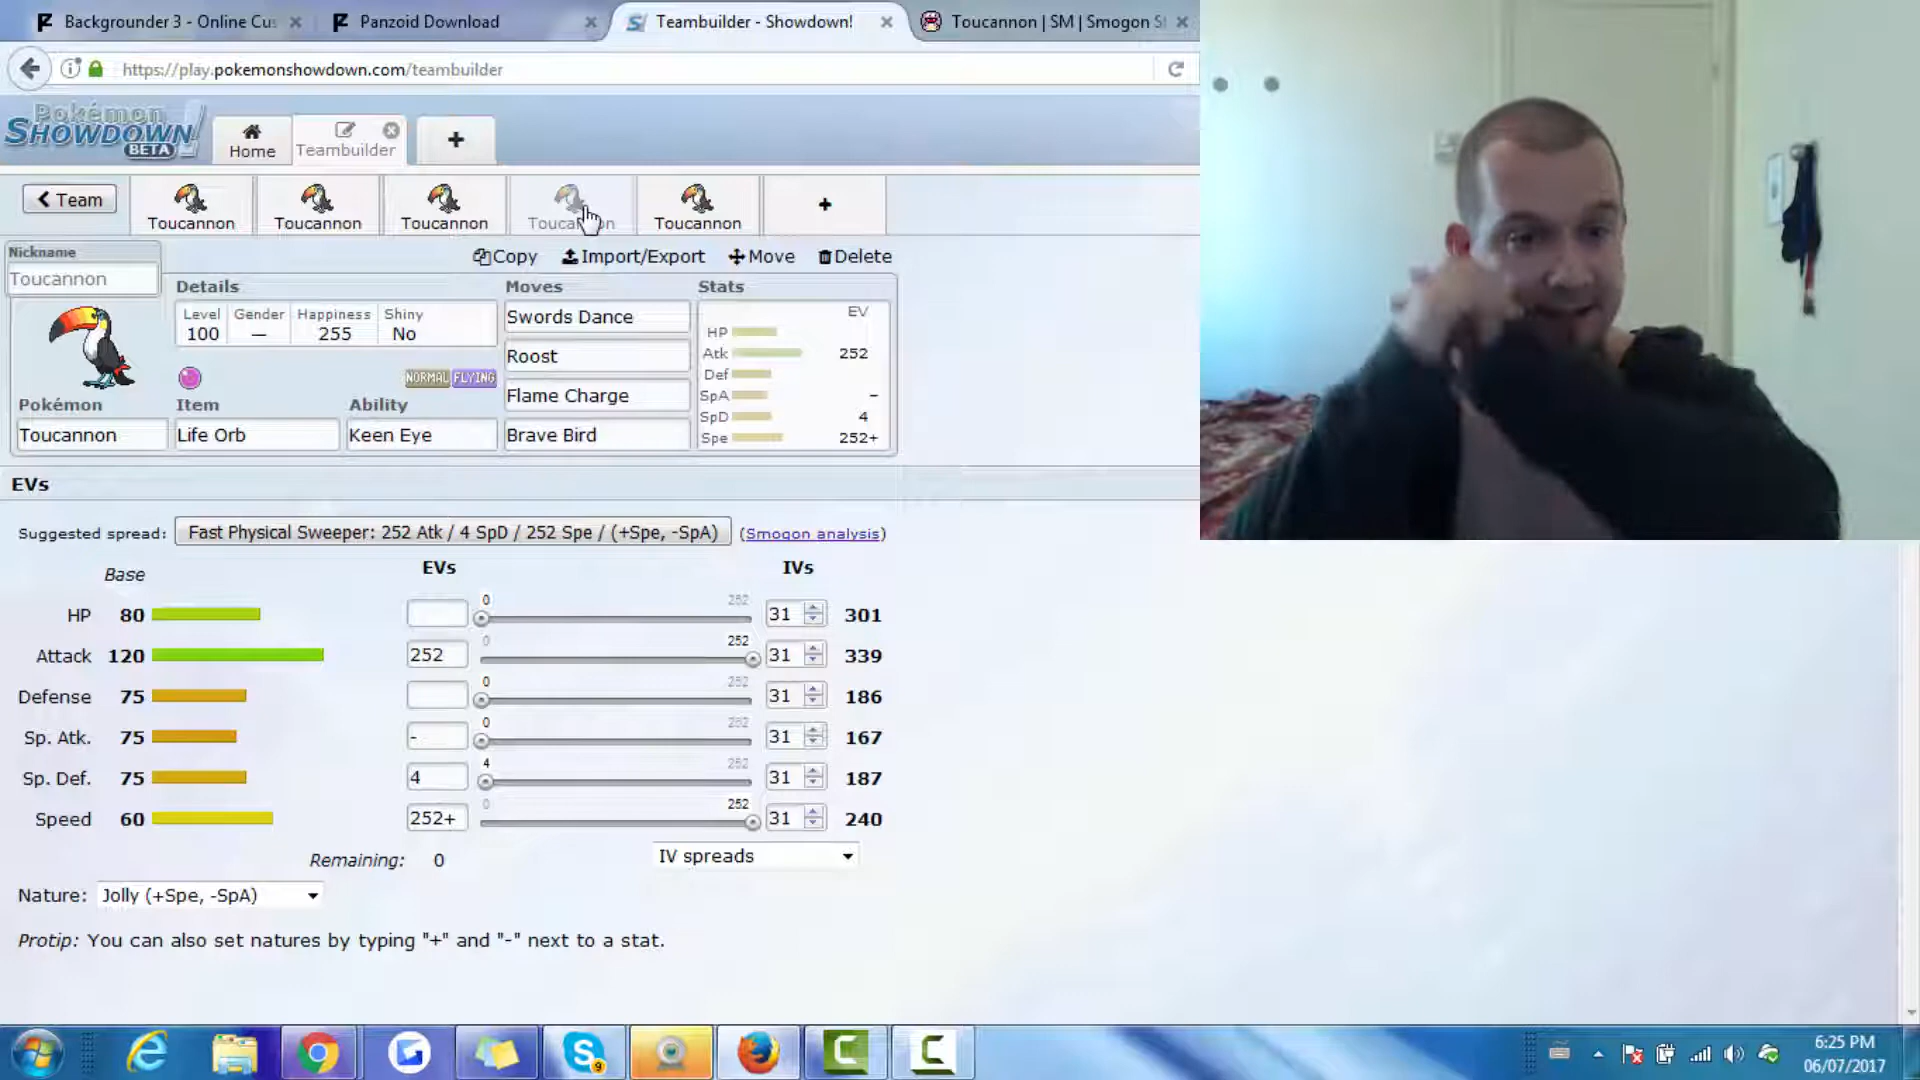 Backgrounder 3 - Online Cus
Panzoid Download
Teambuilder - Showdown!
Toucannon | SM | Smogon S
https://play.pokemonshowdown.com/teambuilder
Pokémon
SHOWDOWN!
BETA
Home
Teambuilder
+
Team
Toucannon
Toucannon
Toucannon
Toucannon
Toucannon
+
Nickname
Toucannon
Copy
Import/Export
Move
Delete
Details
Moves
Stats
Level
100
Gender
—
Happiness
255
Shiny
No
NORMAL FLYING
Pokémon
Toucannon
Item
Life Orb
Ability
Keen Eye
Swords Dance
Roost
Flame Charge
Brave Bird
EV
HP
Atk 252
Def
SpA –
SpD 4
Spe 252+
EVs
Suggested spread: Fast Physical Sweeper: 252 Atk / 4 SpD / 252 Spe / (+Spe, -SpA) (Smogon analysis)
Base EVs IVs
HP 80 0 252 31 301
Attack 120 252 0 252 31 339
Defense 75 0 252 31 186
Sp. Atk. 75 - 0 252 31 167
Sp. Def. 75 4 4 252 31 187
Speed 60 252+ 0 252 31 240
Remaining: 0
IV spreads
Nature: Jolly (+Spe, -SpA)
Protip: You can also set natures by typing "+" and "-" next to a stat.
9
6:25 PM
06/07/2017